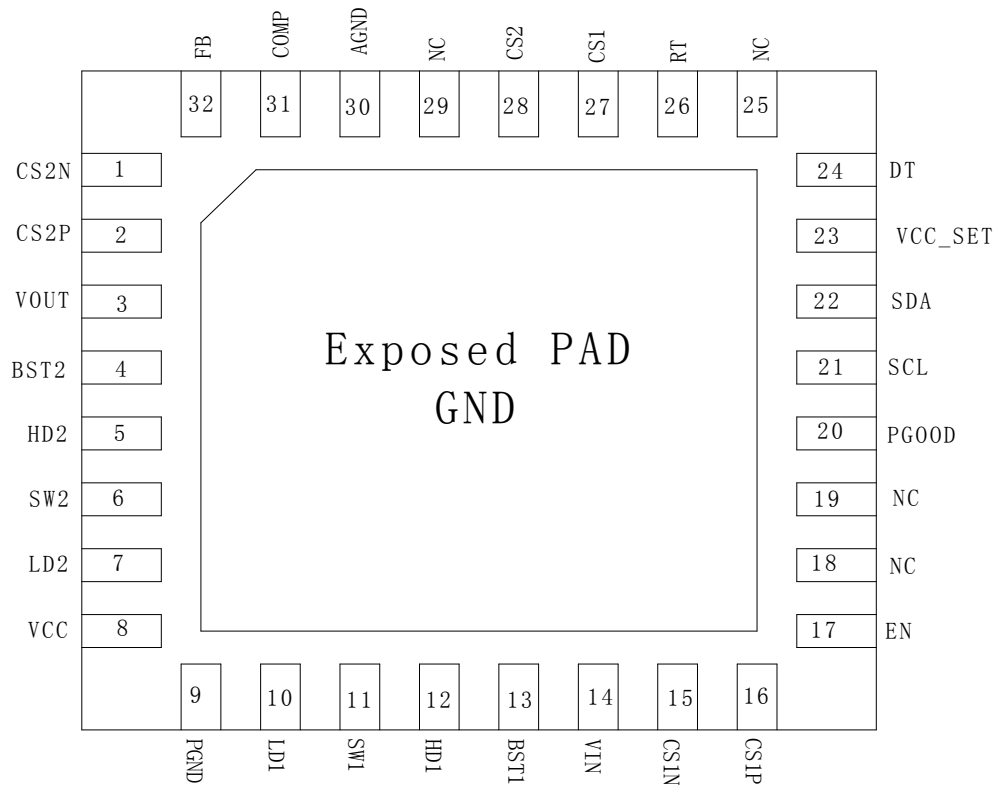 FB COMP AGND NC CS2 CS1 RT NC
32 31 30 29 28 27 26 25
CS2N 1
24 DT
CS2P 2
23 VCC_SET
VOUT 3
22 SDA
Exposed PAD
GND
BST2 4
21 SCL
HD2 5
20 PGOOD
SW2 6
19 NC
LD2 7
18 NC
VCC 8
17 EN
9 10 11 12 13 14 15 16
PGND LD1 SW1 HD1 BST1 VIN CS1N CS1P